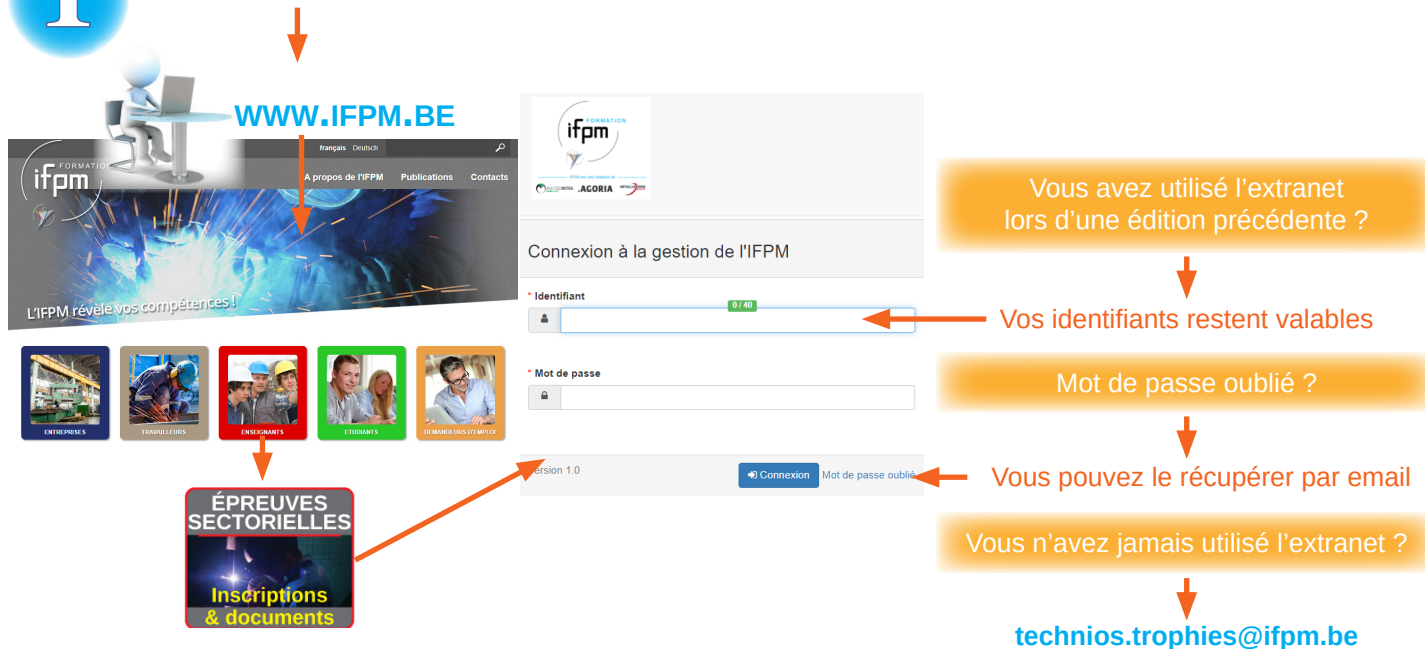 1
WWW.IFPM.BE
français Deutsch
FORMATION
ifpm
A propos de l'IFPM Publications Contacts
L'IFPM révèle vos compétences !
ENTREPRISES
TRAVAILLEURS
ENSEIGNANTS
ETUDIANTS
DEMANDEURS D'EMPLOI
ÉPREUVES
SECTORIELLES
Inscriptions
& documents
FORMATION
ifpm
AGORIA
Connexion à la gestion de l'IFPM
* Identifiant
0 / 40
* Mot de passe
Version 1.0
Connexion Mot de passe oublié
Vous avez utilisé l'extranet
lors d'une édition précédente ?
Vos identifiants restent valables
Mot de passe oublié ?
Vous pouvez le récupérer par email
Vous n'avez jamais utilisé l'extranet ?
technios.trophies@ifpm.be